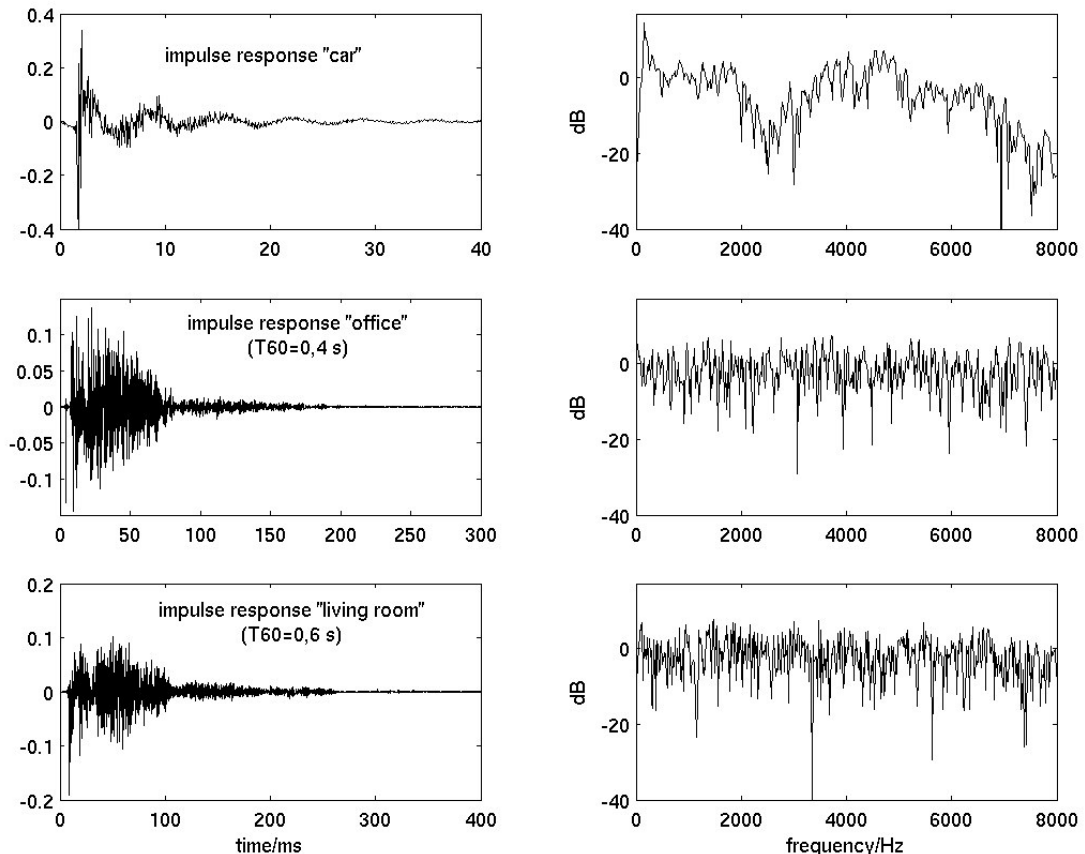 0.4
0.2
0
-0.2
-0.4
impulse response "car"
0 10 20 30 40
0
-20
-40
dB
0 2000 4000 6000 8000
0.1
0.05
0
-0.05
-0.1
impulse response "office"
(T60=0,4 s)
0 50 100 150 200 250 300
0
-20
-40
dB
0 2000 4000 6000 8000
0.2
0.1
0
-0.1
-0.2
impulse response "living room"
(T60=0,6 s)
0 100 200 300 400
time/ms
0
-20
-40
dB
0 2000 4000 6000 8000
frequency/Hz